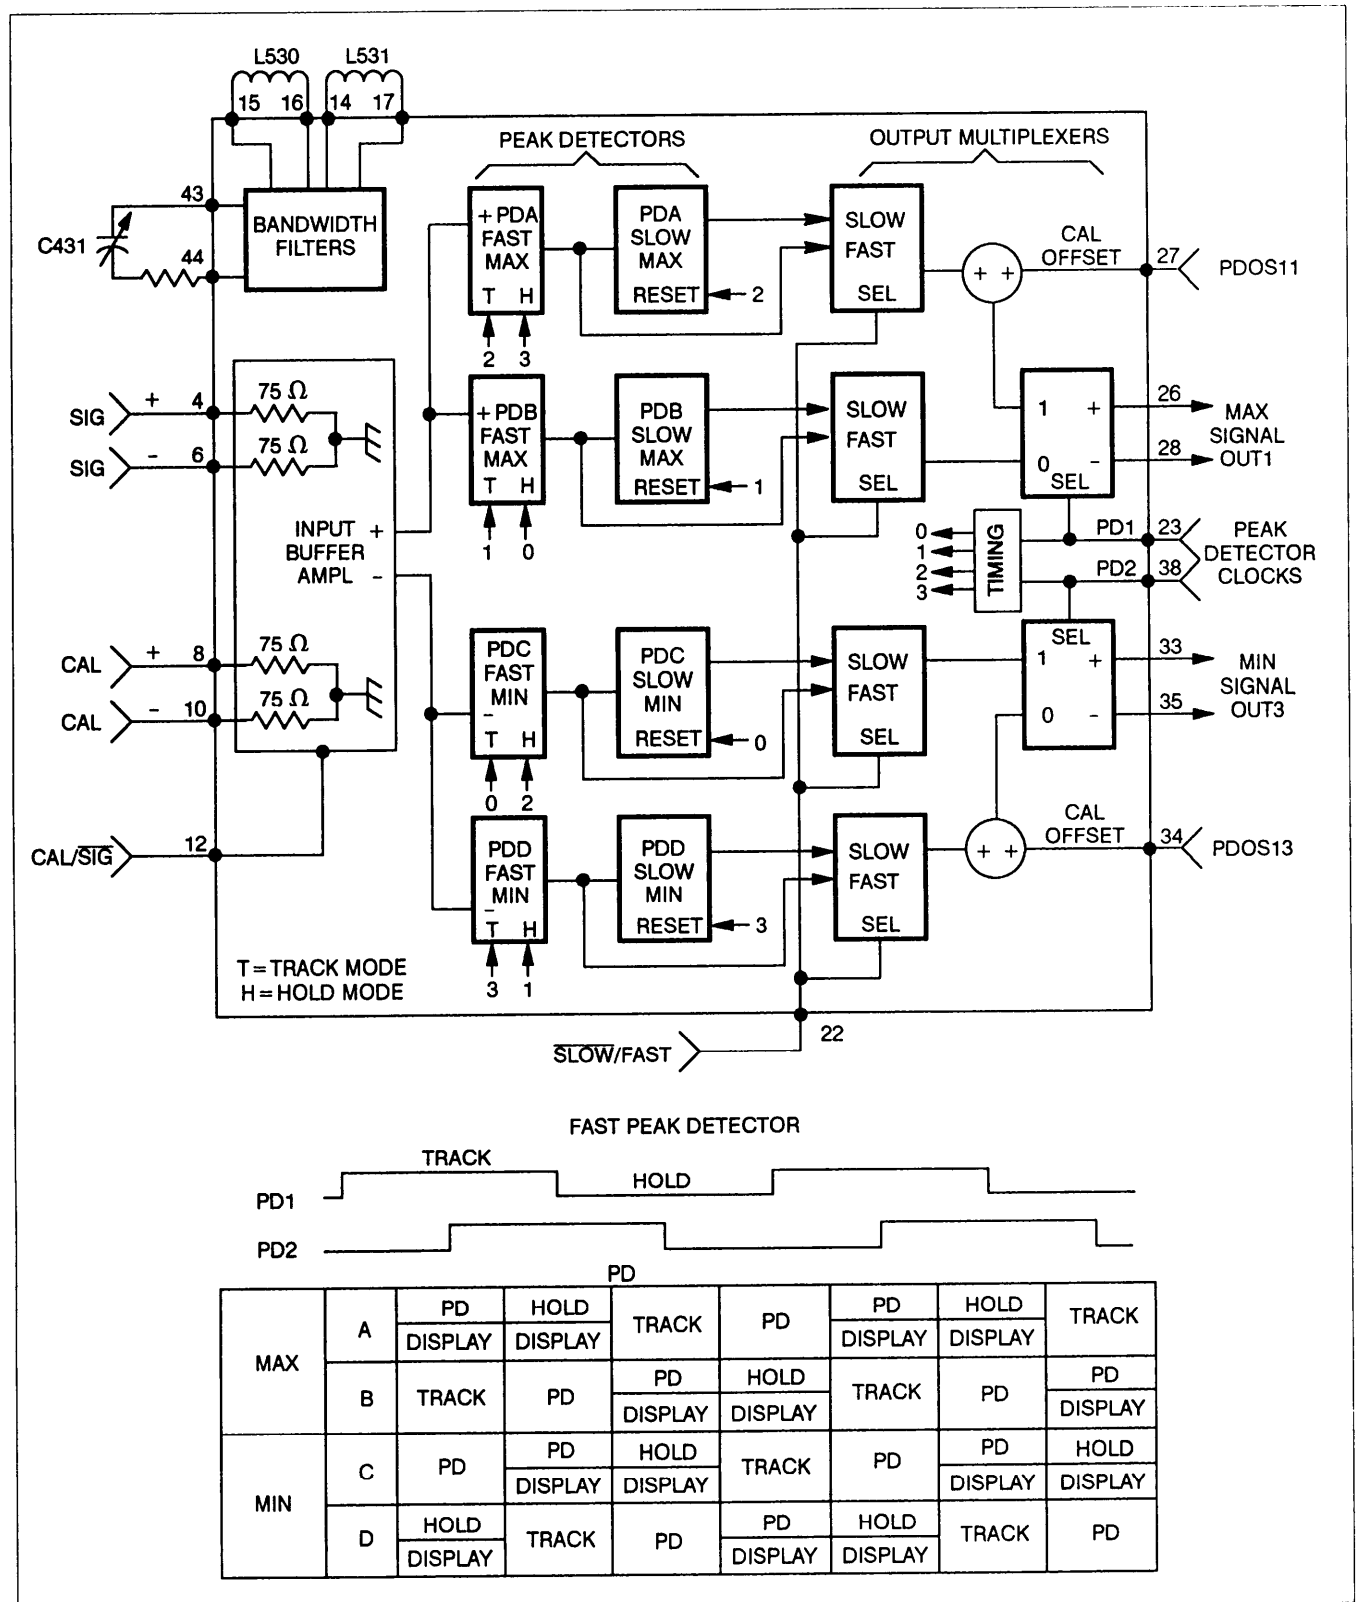 L530 L531
15 16 14 17
PEAK DETECTORS OUTPUT MULTIPLEXERS
43
BANDWIDTH
FILTERS
C431
44
+ PDA
FAST
MAX
T H
2 3
PDA
SLOW
MAX
RESET 2
SLOW
FAST
SEL
+ +
CAL
OFFSET
27 PDOS11
SIG + 4 75 Ω
SIG - 6 75 Ω
+ PDB
FAST
MAX
T H
1 0
PDB
SLOW
MAX
RESET 1
SLOW
FAST
SEL
1 +
0 -
SEL
26 MAX
SIGNAL
28 OUT1
INPUT +
BUFFER
AMPL -
0
1
2
3
TIMING
PD1 23 PEAK
DETECTOR
PD2 38 CLOCKS
CAL + 8 75 Ω
CAL - 10 75 Ω
PDC
FAST
MIN
-
T H
0 2
PDC
SLOW
MIN
RESET 0
SLOW
FAST
SEL
SEL
1 +
0 -
33 MIN
SIGNAL
35 OUT3
CAL/SIG 12
PDD
FAST
MIN
-
T H
3 1
PDD
SLOW
MIN
RESET 3
SLOW
FAST
SEL
+ +
CAL
OFFSET
34 PDOS13
T=TRACK MODE
H=HOLD MODE
22
SLOW/FAST
FAST PEAK DETECTOR
TRACK
HOLD
PD1
PD2
PD
MAX
A PD DISPLAY HOLD DISPLAY TRACK PD PD DISPLAY HOLD DISPLAY TRACK
B TRACK PD PD DISPLAY HOLD DISPLAY TRACK PD PD DISPLAY
MIN
C PD PD DISPLAY HOLD DISPLAY TRACK PD PD DISPLAY HOLD DISPLAY
D HOLD DISPLAY TRACK PD PD DISPLAY HOLD DISPLAY TRACK PD